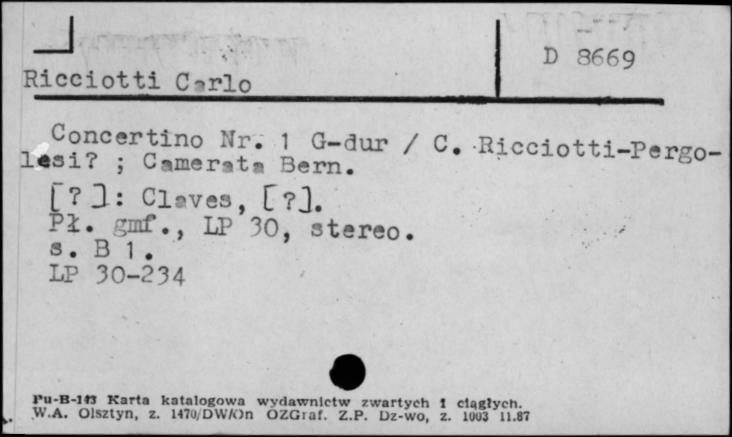 D 8669
Ricciotti Carlo
Concertino Nr. 1 G-dur / C. Ricciotti-Pergo-
lesi? ; Camerata Bern.
[?]: Claves, [?].
Pł. gmf., LP 30, stereo.
s. B 1.
LP 30-234
Pu-B-143 Karta katalogowa wydawnictw zwartych i ciągłych.
W.A. Olsztyn, z. 1470/DW/On OZGraf. Z.P. Dz-wo, z. 1003 11.87